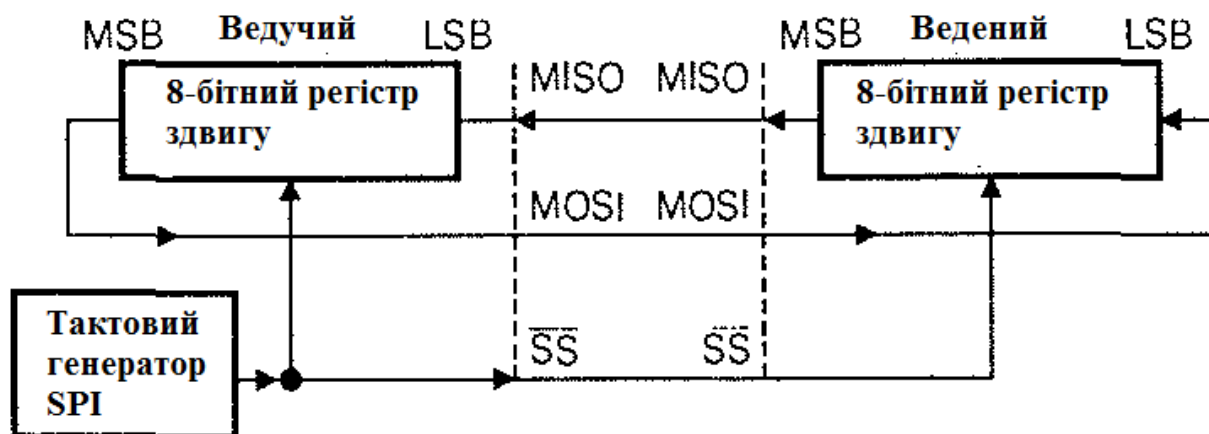 MSB Ведучий LSB MSB Ведений LSB
8-бітний регістр здвигу MISO MISO 8-бітний регістр здвигу
MOSI MOSI
Тактовий генератор SPI
SS SS